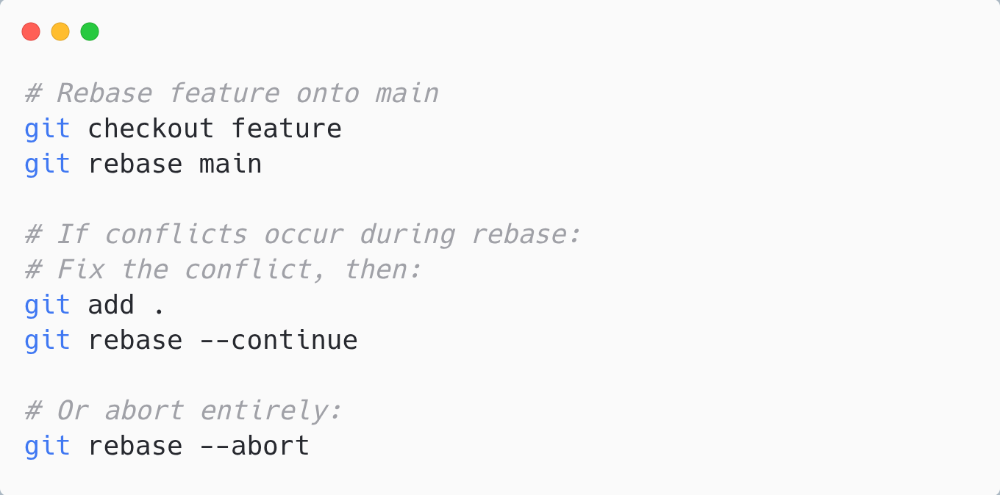 # Rebase feature onto main
git checkout feature
git rebase main
# If conflicts occur during rebase:
# Fix the conflict, then:
git add .
git rebase --continue
# Or abort entirely:
git rebase --abort